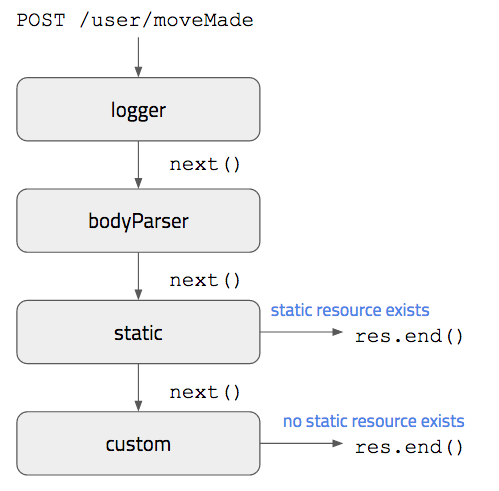 POST /user/moveMade
logger
next()
bodyParser
next()
static resource exists
static
res.end()
next()
no static resource exists
custom
res.end()